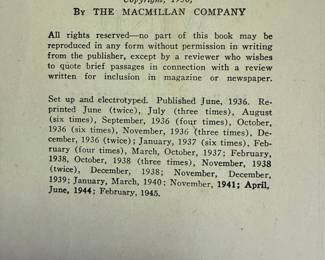 Copyright, 1936,
By THE MACMILLAN COMPANY
All rights reserved—no part of this book may be
reproduced in any form without permission in writing
from the publisher, except by a reviewer who wishes
to quote brief passages in connection with a review
written for inclusion in magazine or newspaper.
Set up and electrotyped. Published June, 1936. Re-
printed June (twice), July (three times), August
(six times), September, 1936 (four times), October,
1936 (six times), November, 1936 (three times), De-
cember, 1936 (twice); January, 1937 (six times), Feb-
ruary (four times), March, October, 1937; February,
1938, October, 1938 (three times), November, 1938
(twice), December, 1938; November, December,
1939; January, March, 1940; November, 1941; April,
June, 1944; February, 1945.